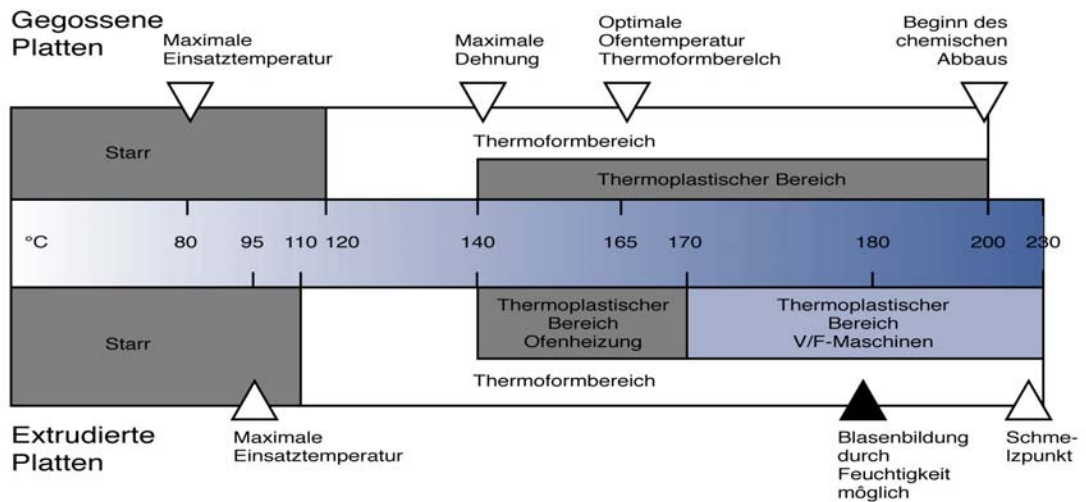 Gegossene
Platten
Maximale
Einsatztemperatur
Maximale
Dehnung
Optimale
Ofentemperatur
Thermoformberelch
Beginn des
chemischen
Abbaus
Starr
Thermoformbereich
Thermoplastischer Bereich
°C 80 95 110 120 140 165 170 180 200 230
Starr
Thermoplastischer
Bereich
Ofenheizung
Thermoplastischer
Bereich
V/F-Maschinen
Thermoformbereich
Extrudierte
Platten
Maximale
Einsatztemperatur
Blasenbildung
durch
Feuchtigkeit
môglich
Schme-
lzpunkt